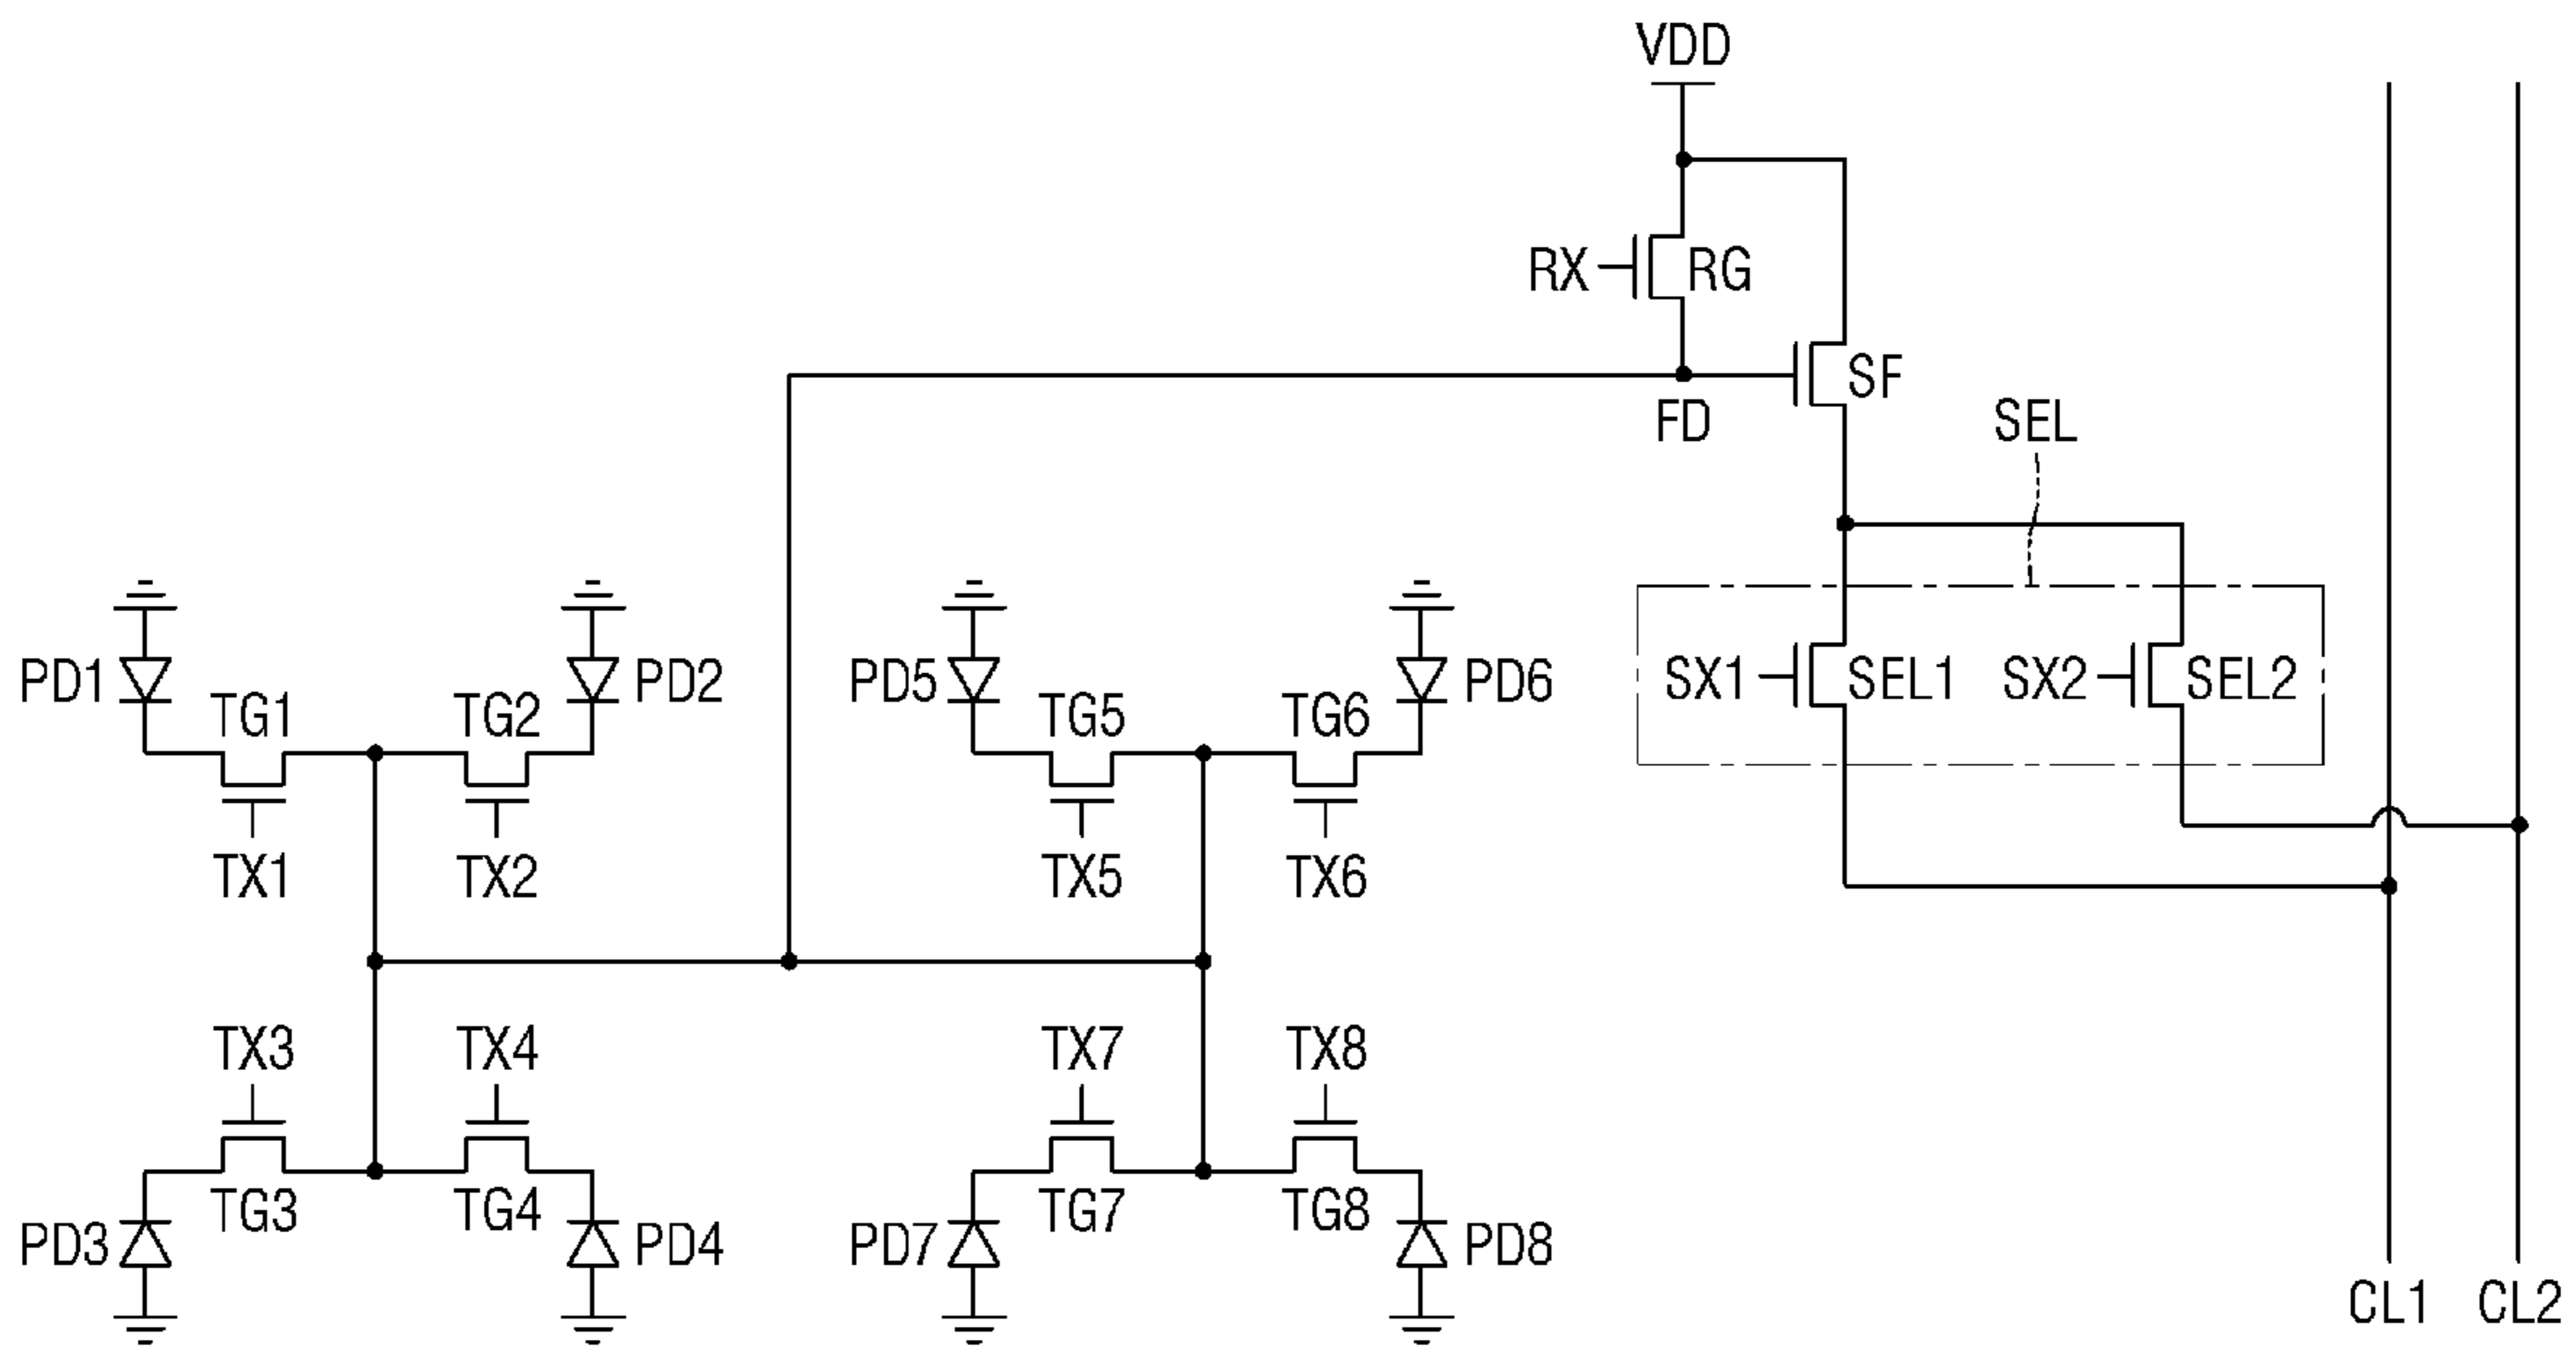 VDD
RX RG
SF
FD
SEL
PD1 PD2 PD5 PD6 SX1 SEL1 SX2 SEL2
TG1 TG2 TG5 TG6
TX1 TX2 TX5 TX6
TX3 TX4 TX7 TX8
TG3 TG4 TG7 TG8
PD3 PD4 PD7 PD8
CL1 CL2